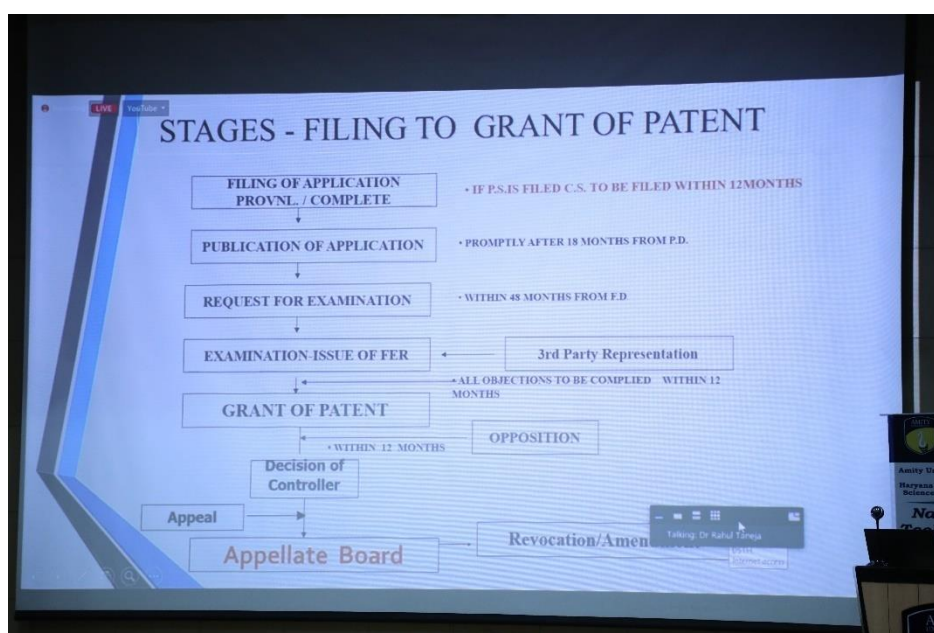 LIVE YouTube
STAGES - FILING TO GRANT OF PATENT
FILING OF APPLICATION
PROVNL. / COMPLETE
• IF P.S.IS FILED C.S. TO BE FILED WITHIN 12MONTHS
PUBLICATION OF APPLICATION
• PROMPTLY AFTER 18 MONTHS FROM P.D.
REQUEST FOR EXAMINATION
• WITHIN 48 MONTHS FROM F.D
EXAMINATION-ISSUE OF FER
3rd Party Representation
• ALL OBJECTIONS TO BE COMPLIED WITHIN 12
MONTHS
GRANT OF PATENT
OPPOSITION
• WITHIN 12 MONTHS
Decision of
Controller
Appeal
Appellate Board
Revocation/
Talking: Dr Rahul Taneja
AMITY
Amity
Haryana
Science